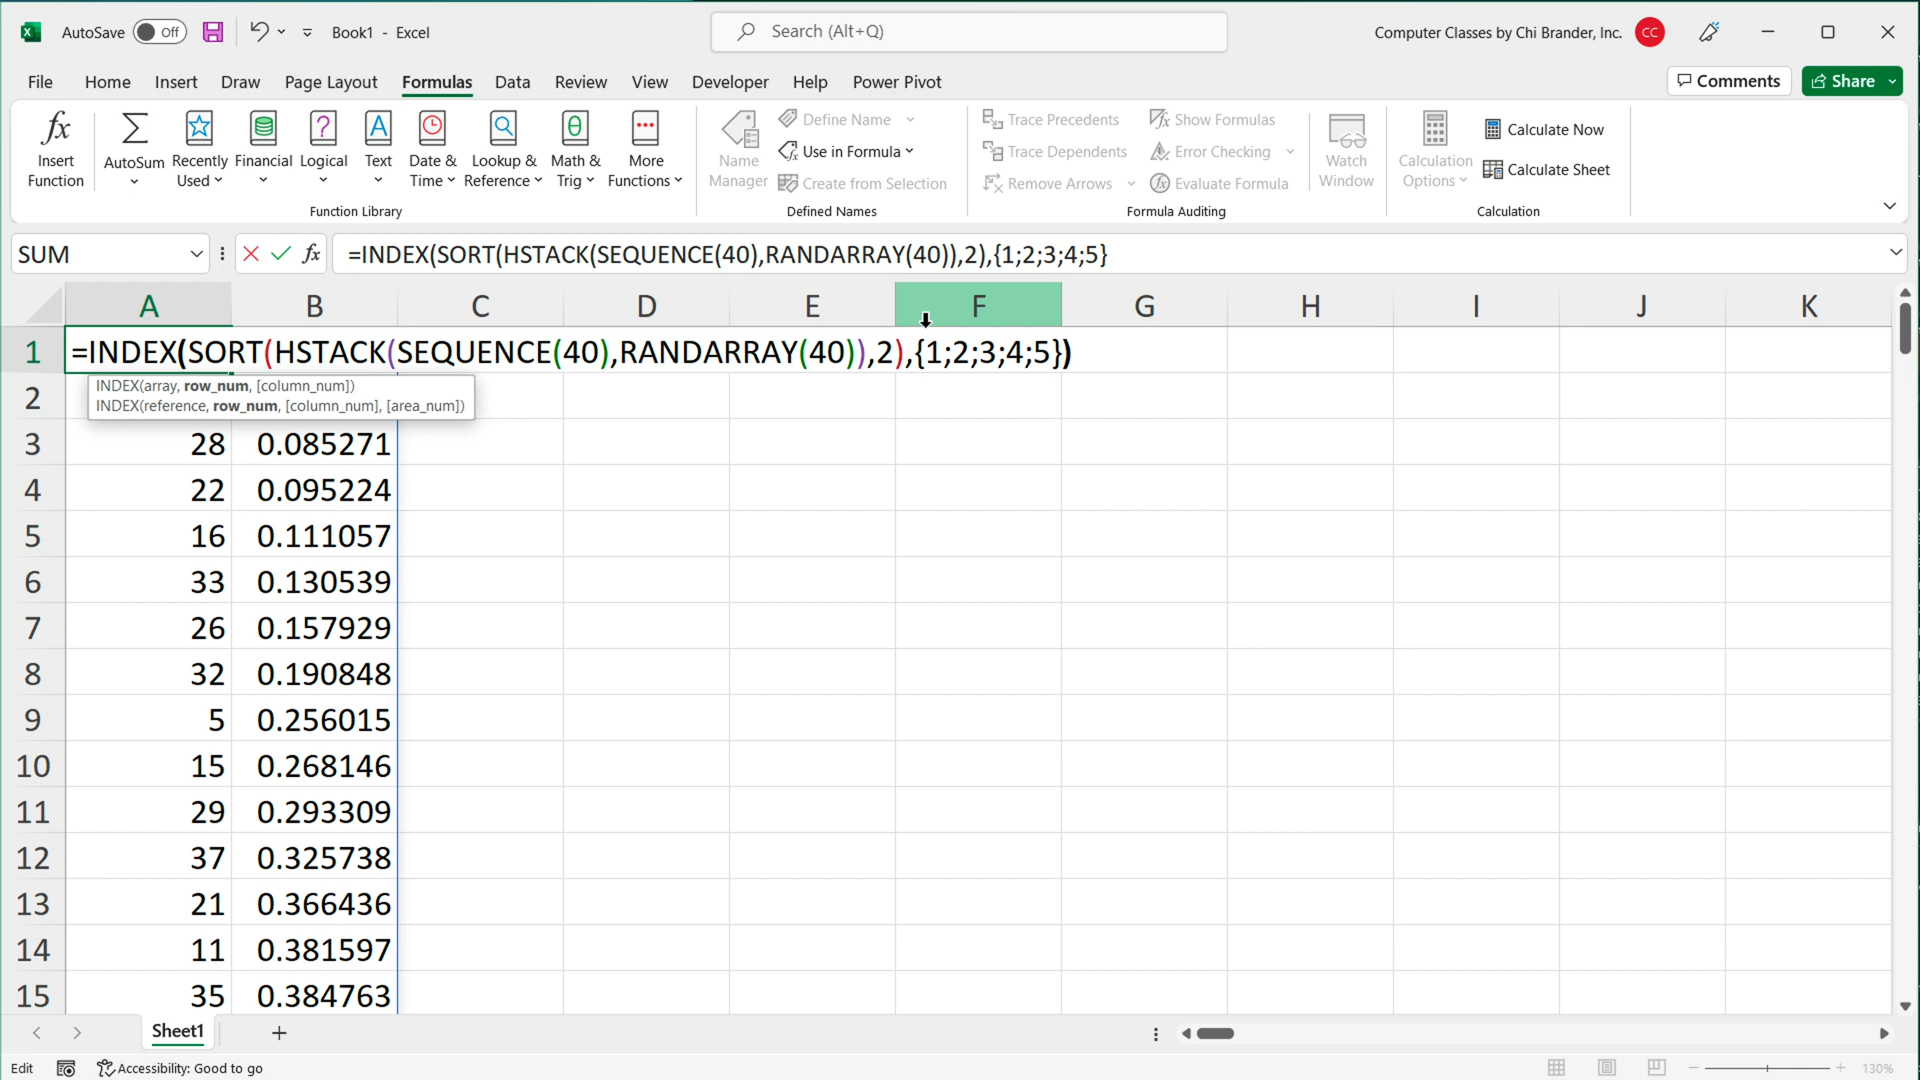 AutoSave Off Book1 - Excel Search (Alt+Q) Computer Classes by Chi Brander, Inc. CC
File Home Insert Draw Page Layout Formulas Data Review View Developer Help Power Pivot Comments Share
Insert Function
AutoSum
Recently Used
Financial
Logical
Text
Date & Time
Lookup & Reference
Math & Trig
More Functions
Function Library
Name Manager
Define Name
Use in Formula
Create from Selection
Defined Names
Trace Precedents
Trace Dependents
Remove Arrows
Show Formulas
Error Checking
Evaluate Formula
Formula Auditing
Watch Window
Calculation Options
Calculate Now
Calculate Sheet
Calculation
SUM fx =INDEX(SORT(HSTACK(SEQUENCE(40),RANDARRAY(40)),2),{1;2;3;4;5}
A B C D E F G H I J K
1 =INDEX(SORT(HSTACK(SEQUENCE(40),RANDARRAY(40)),2),{1;2;3;4;5})
INDEX(array, row_num, [column_num])
INDEX(reference, row_num, [column_num], [area_num])
2
3 28 0.085271
4 22 0.095224
5 16 0.111057
6 33 0.130539
7 26 0.157929
8 32 0.190848
9 5 0.256015
10 15 0.268146
11 29 0.293309
12 37 0.325738
13 21 0.366436
14 11 0.381597
15 35 0.384763
Sheet1
Edit Accessibility: Good to go 130%